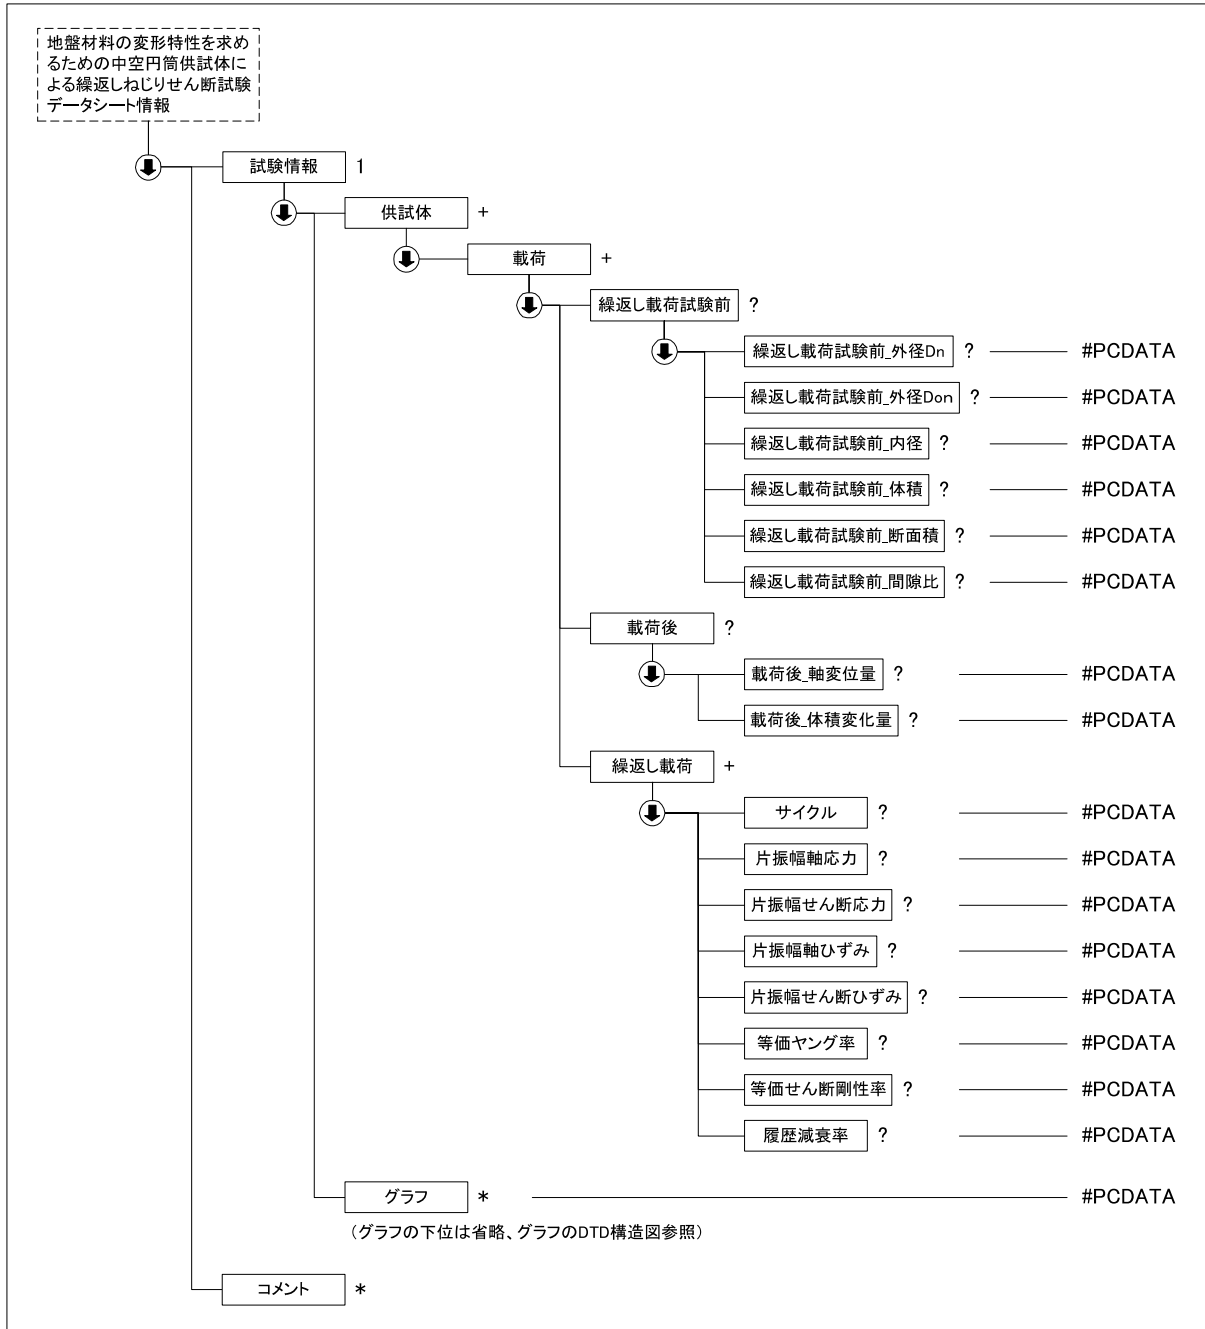 地盤材料の変形特性を求め
るための中空円筒供試体に
よる繰返しねじりせん断試験
データシート情報
試験情報 1
供試体 +
載荷 +
繰返し載荷試験前 ?
繰返し載荷試験前_外径Dn ? #PCDATA
繰返し載荷試験前_外径Don ? #PCDATA
繰返し載荷試験前_内径 ? #PCDATA
繰返し載荷試験前_体積 ? #PCDATA
繰返し載荷試験前_断面積 ? #PCDATA
繰返し載荷試験前_間隙比 ? #PCDATA
載荷後 ?
載荷後_軸変位量 ? #PCDATA
載荷後_体積変化量 ? #PCDATA
繰返し載荷 +
サイクル ? #PCDATA
片振幅軸応力 ? #PCDATA
片振幅せん断応力 ? #PCDATA
片振幅軸ひずみ ? #PCDATA
片振幅せん断ひずみ ? #PCDATA
等価ヤング率 ? #PCDATA
等価せん断剛性率 ? #PCDATA
履歴減衰率 ? #PCDATA
グラフ * #PCDATA
（グラフの下位は省略、グラフのDTD構造図参照）
コメント *